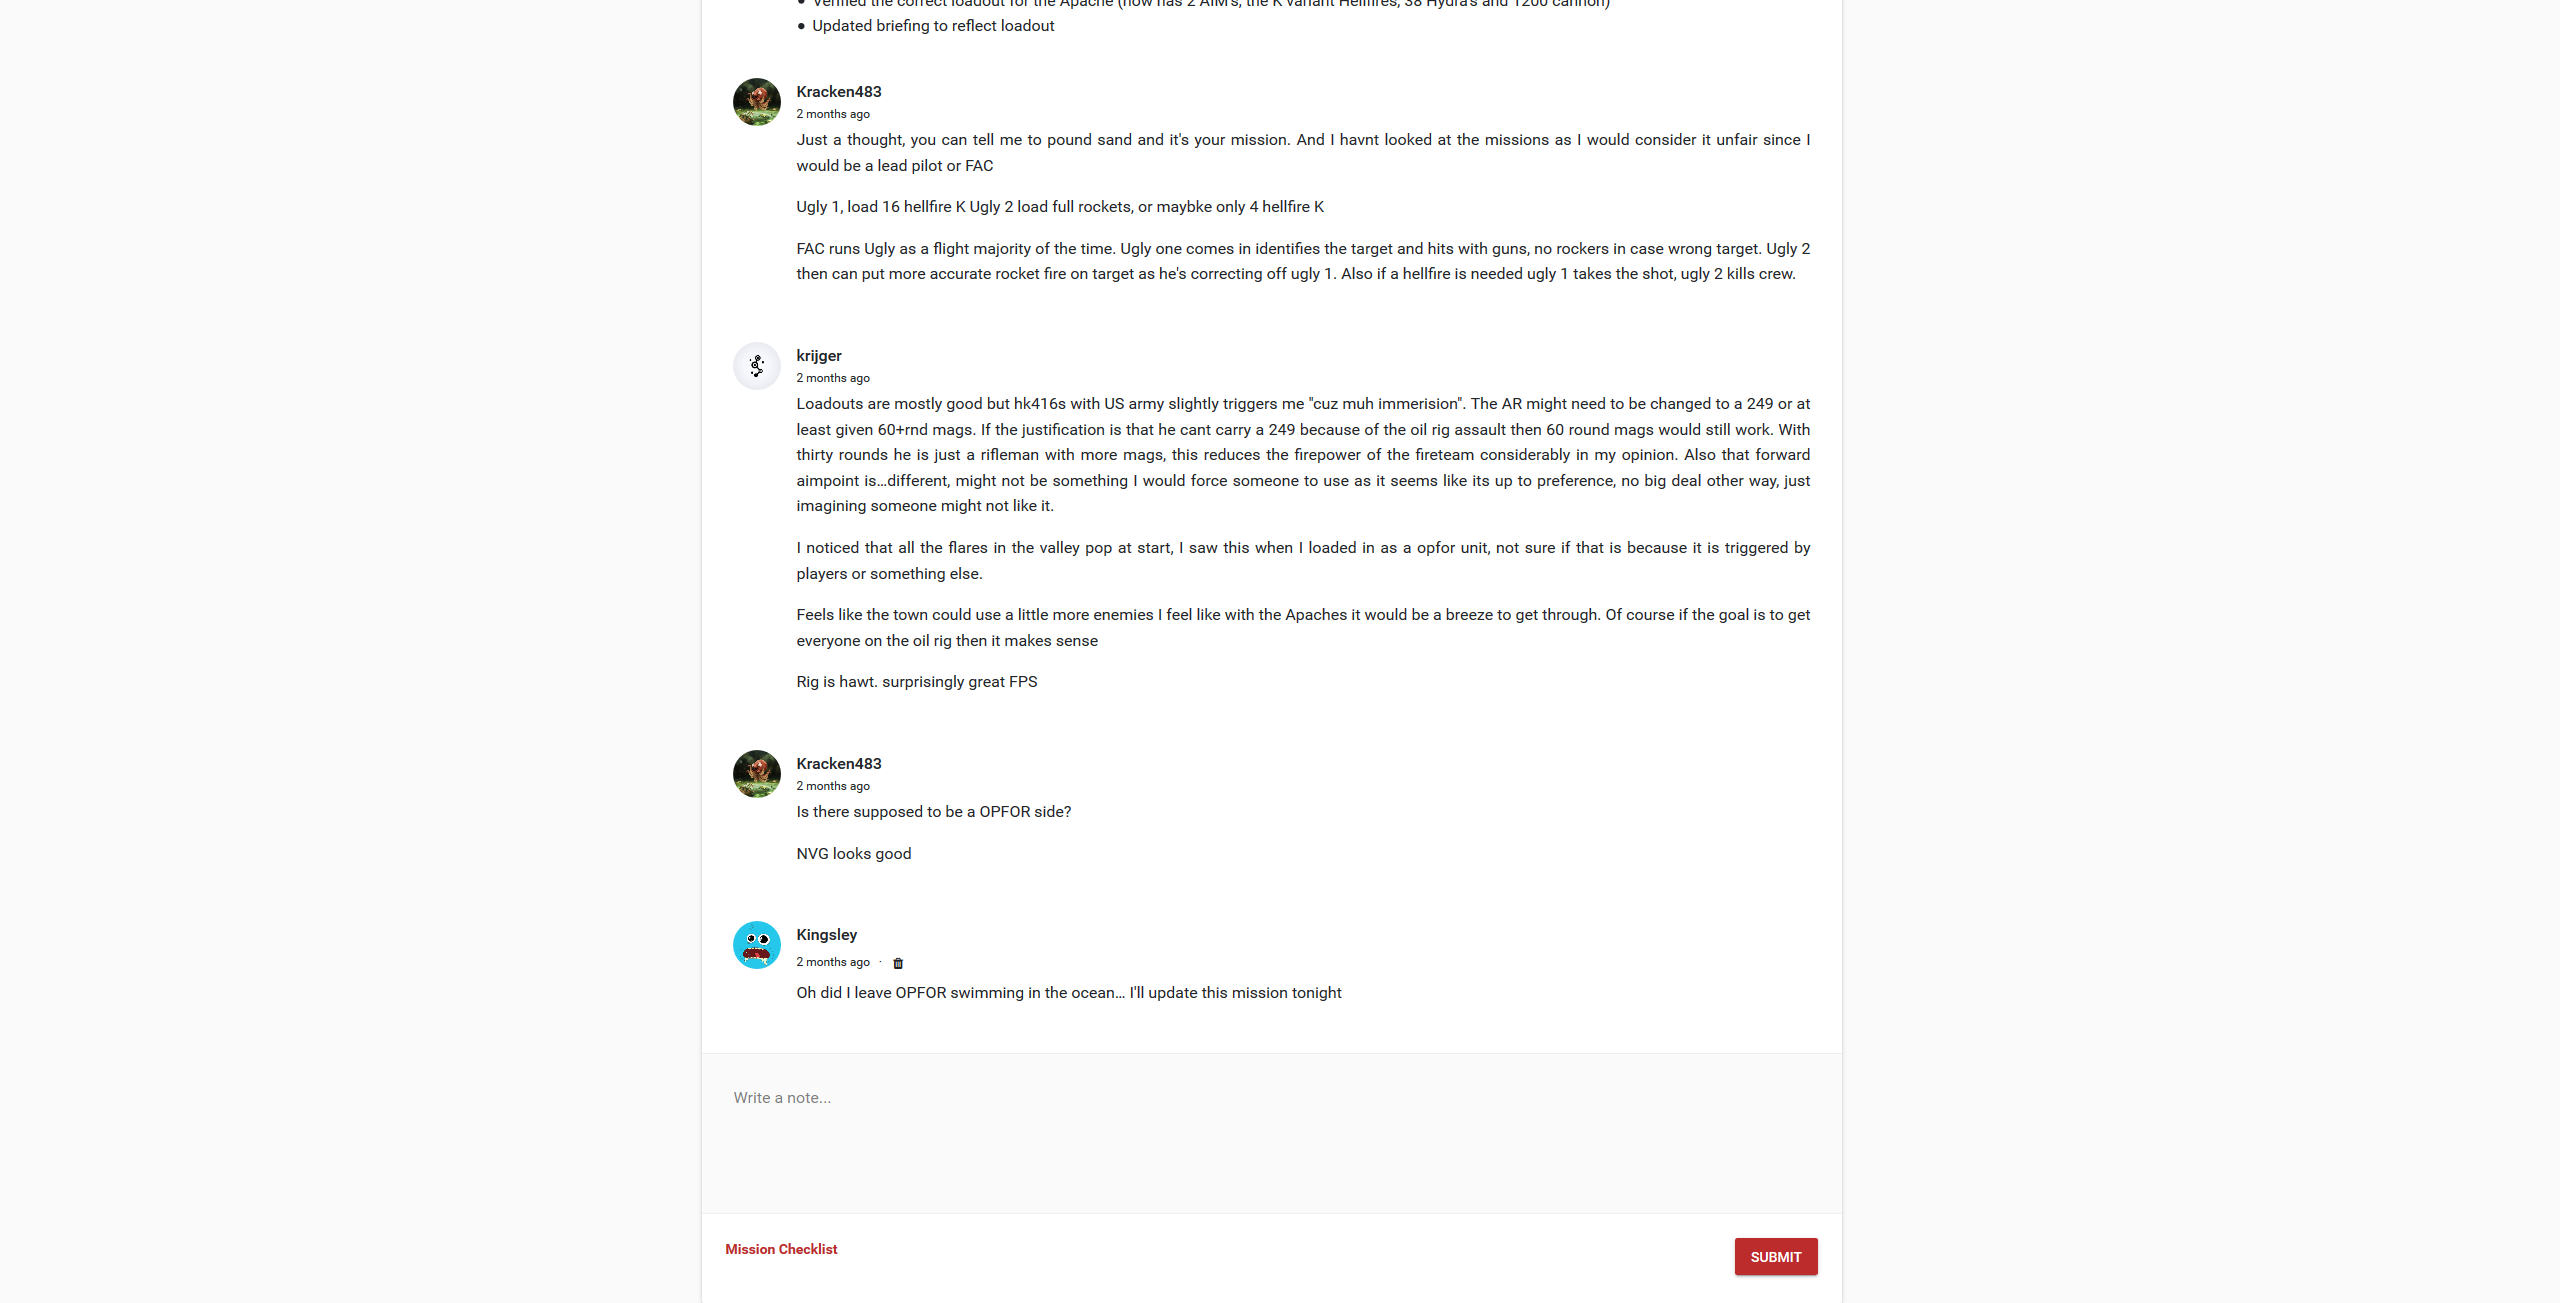 ● Verified the correct loadout for the Apache (now has 2 AIM's, the K variant Hellfires, 38 Hydra's and 1200 cannon)
● Updated briefing to reflect loadout
Kracken483
2 months ago
Just a thought, you can tell me to pound sand and it's your mission. And I havnt looked at the missions as I would consider it unfair since I
would be a lead pilot or FAC
Ugly 1, load 16 hellfire K Ugly 2 load full rockets, or maybke only 4 hellfire K
FAC runs Ugly as a flight majority of the time. Ugly one comes in identifies the target and hits with guns, no rockers in case wrong target. Ugly 2
then can put more accurate rocket fire on target as he's correcting off ugly 1. Also if a hellfire is needed ugly 1 takes the shot, ugly 2 kills crew.
krijger
2 months ago
Loadouts are mostly good but hk416s with US army slightly triggers me "cuz muh immerision". The AR might need to be changed to a 249 or at
least given 60+rnd mags. If the justification is that he cant carry a 249 because of the oil rig assault then 60 round mags would still work. With
thirty rounds he is just a rifleman with more mags, this reduces the firepower of the fireteam considerably in my opinion. Also that forward
aimpoint is…different, might not be something I would force someone to use as it seems like its up to preference, no big deal other way, just
imagining someone might not like it.
I noticed that all the flares in the valley pop at start, I saw this when I loaded in as a opfor unit, not sure if that is because it is triggered by
players or something else.
Feels like the town could use a little more enemies I feel like with the Apaches it would be a breeze to get through. Of course if the goal is to get
everyone on the oil rig then it makes sense
Rig is hawt. surprisingly great FPS
Kracken483
2 months ago
Is there supposed to be a OPFOR side?
NVG looks good
Kingsley
2 months ago ·
Oh did I leave OPFOR swimming in the ocean… I'll update this mission tonight
Write a note...
Mission Checklist
SUBMIT